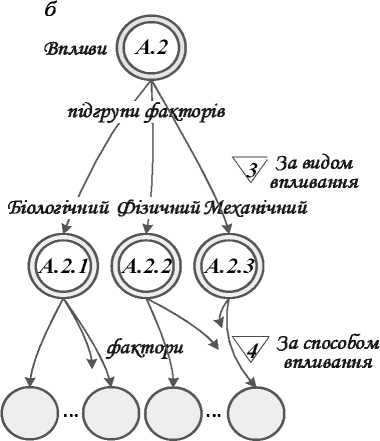 б
Впливи А.2
підгрупи факторів
3 За видом
впливання
Біологічний Фізичний Механічний
А.2.1 А.2.2 А.2.3
фактори
4 За способом
впливання
... ...